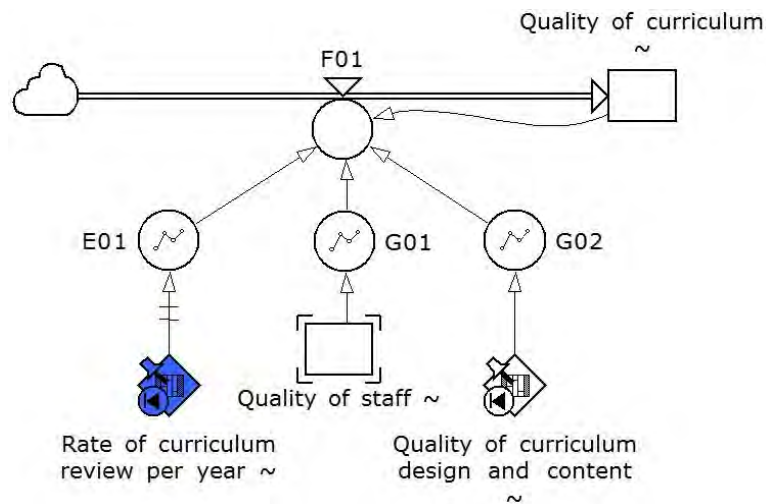 Quality of curriculum
~
F01
E01
G01
G02
Quality of staff ~
Rate of curriculum
review per year ~
Quality of curriculum
design and content
~